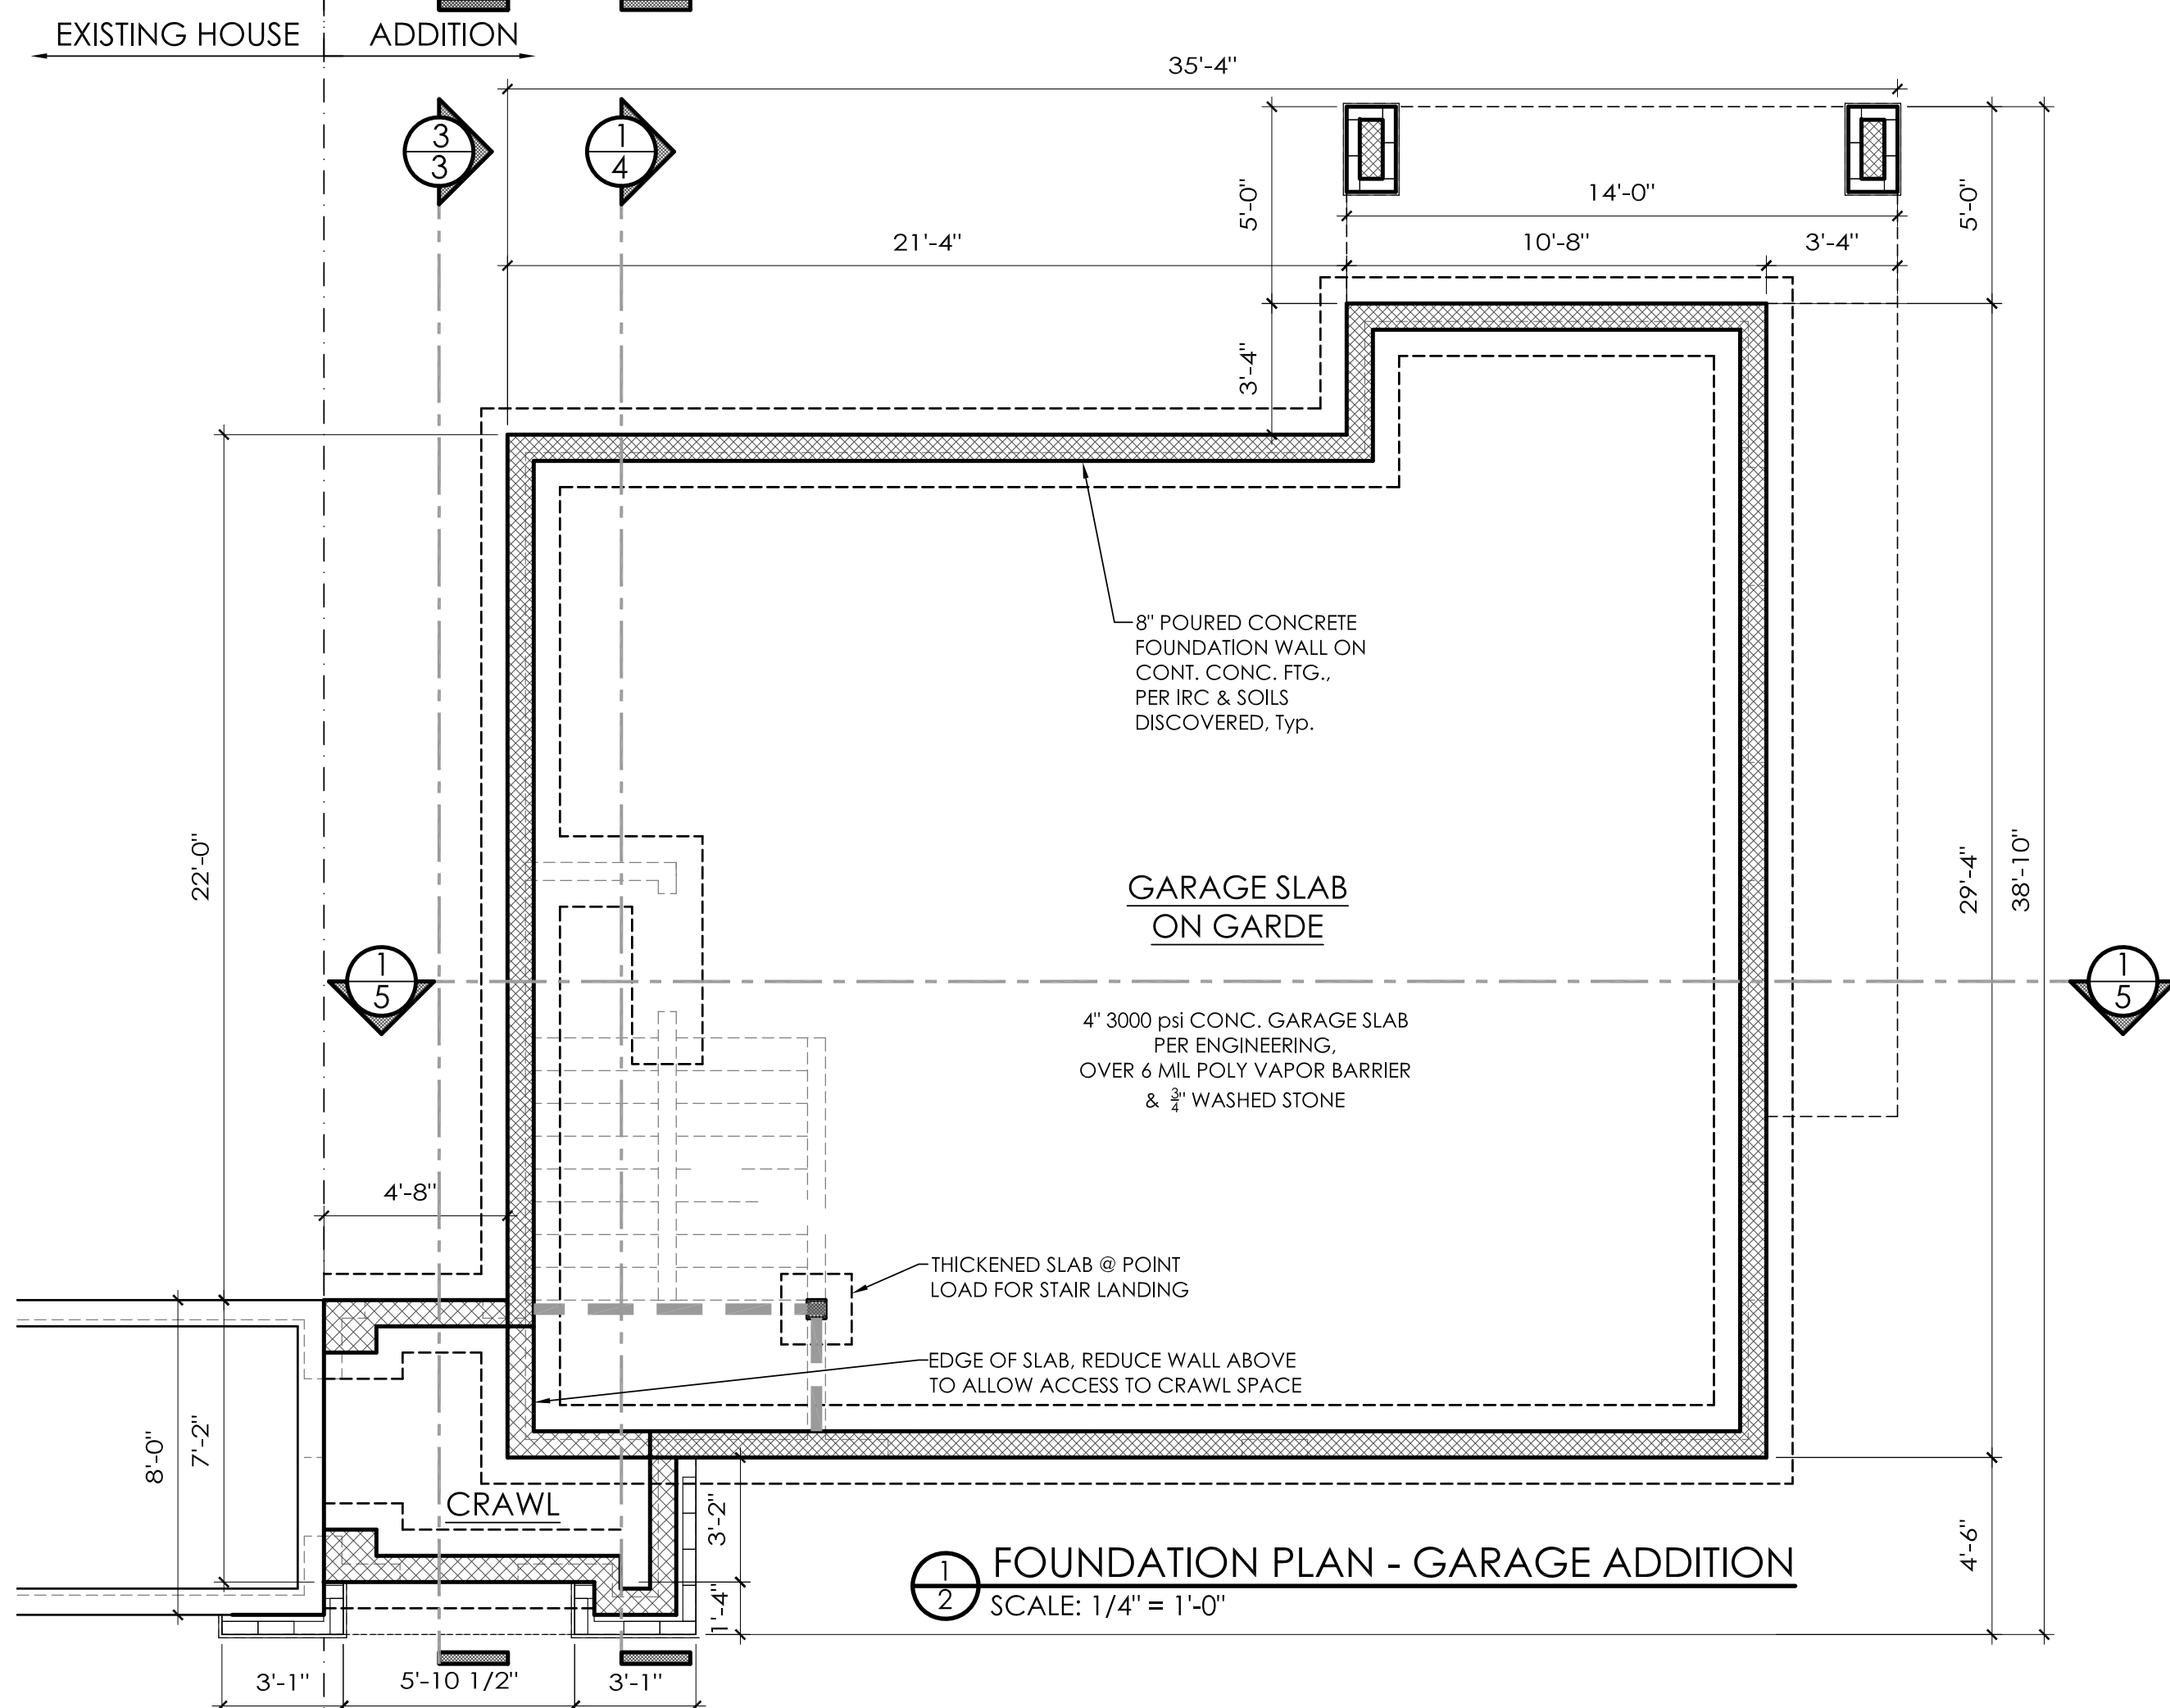 EXISTING HOUSE
ADDITION
35'-4"
3
3
1
4
5'-0"
14'-0"
5'-0"
21'-4"
10'-8"
3'-4"
3'-4"
8" POURED CONCRETE
FOUNDATION WALL ON
CONT. CONC. FTG.,
PER IRC & SOILS
DISCOVERED, Typ.
22'-0"
GARAGE SLAB
ON GARDE
29'-4"
38'-10"
1
5
1
5
4" 3000 psi CONC. GARAGE SLAB
PER ENGINEERING,
OVER 6 MIL POLY VAPOR BARRIER
& 3/4" WASHED STONE
4'-8"
THICKENED SLAB @ POINT
LOAD FOR STAIR LANDING
EDGE OF SLAB, REDUCE WALL ABOVE
TO ALLOW ACCESS TO CRAWL SPACE
8'-0"
7'-2"
CRAWL
3'-2"
1'-4"
4'-6"
1
2
FOUNDATION PLAN - GARAGE ADDITION
SCALE: 1/4" = 1'-0"
3'-1"
5'-10 1/2"
3'-1"